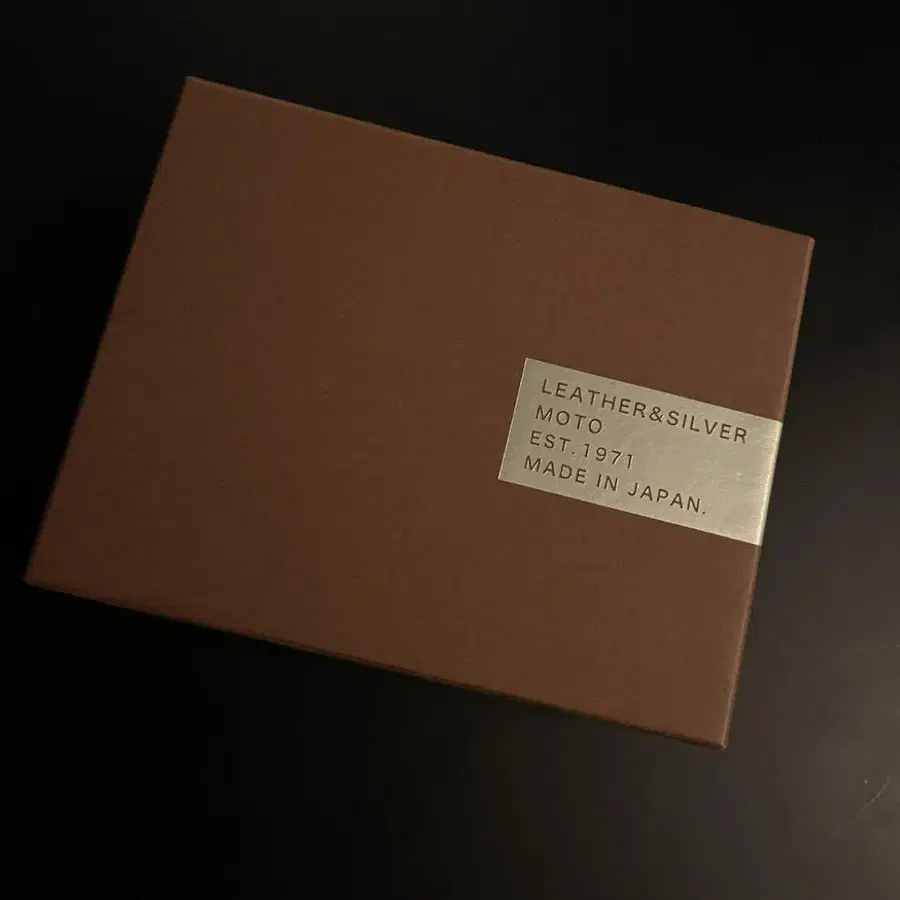 LEATHER&SILVER
MOTO
EST.1971
MADE IN JAPAN.